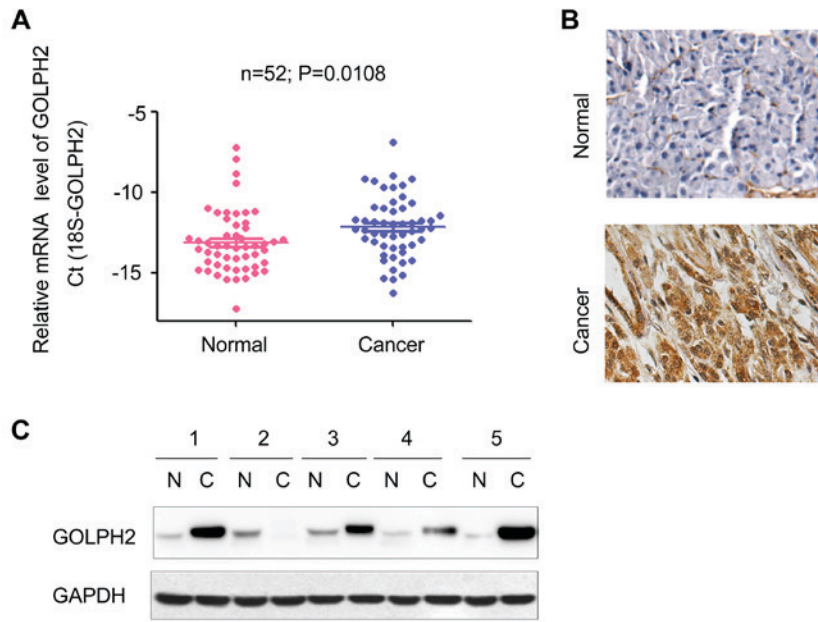 A
n=52; P=0.0108
Relative mRNA level of GOLPH2
Ct (18S-GOLPH2)
-5
-10
-15
Normal
Cancer
B
Normal
Cancer
C
1 2 3 4 5
N C N C N C N C N C
GOLPH2
GAPDH